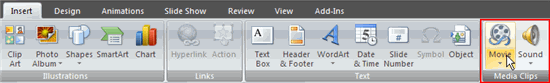 Insert Design Animations Slide Show Review View Add-Ins
Clip Art Photo Album Shapes SmartArt Chart Hyperlink Action Text Box Header & Footer WordArt Date & Time Slide Number Symbol Object Movie Sound
Illustrations Links Text Media Clips